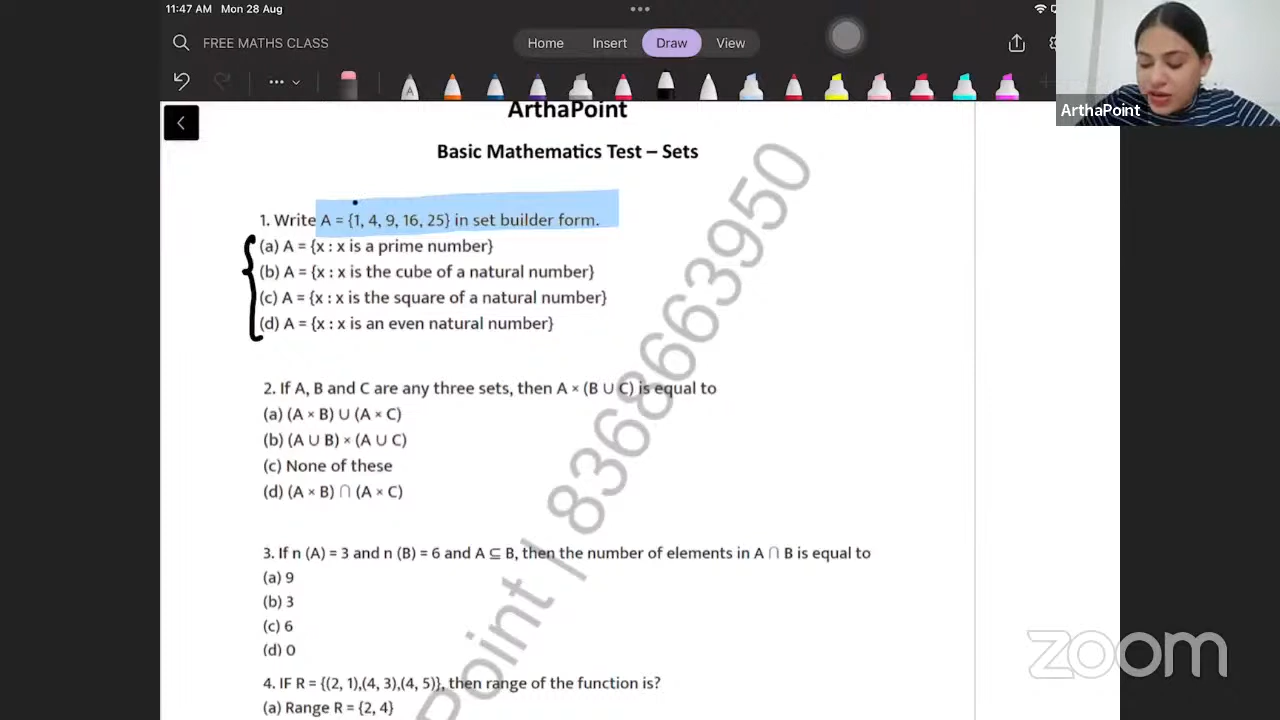 11:47 AM Mon 28 Aug
FREE MATHS CLASS
Home Insert Draw View
A
ArthaPoint
ArthaPoint
Basic Mathematics Test – Sets
1. Write A = {1, 4, 9, 16, 25} in set builder form.
(a) A = {x : x is a prime number}
(b) A = {x : x is the cube of a natural number}
(c) A = {x : x is the square of a natural number}
(d) A = {x : x is an even natural number}
2. If A, B and C are any three sets, then A × (B ∪ C) is equal to
(a) (A × B) ∪ (A × C)
(b) (A ∪ B) × (A ∪ C)
(c) None of these
(d) (A × B) ∩ (A × C)
3. If n (A) = 3 and n (B) = 6 and A ⊆ B, then the number of elements in A ∩ B is equal to
(a) 9
(b) 3
(c) 6
(d) 0
4. IF R = {(2, 1),(4, 3),(4, 5)}, then range of the function is?
(a) Range R = {2, 4}
Point | 8368663950
zoom